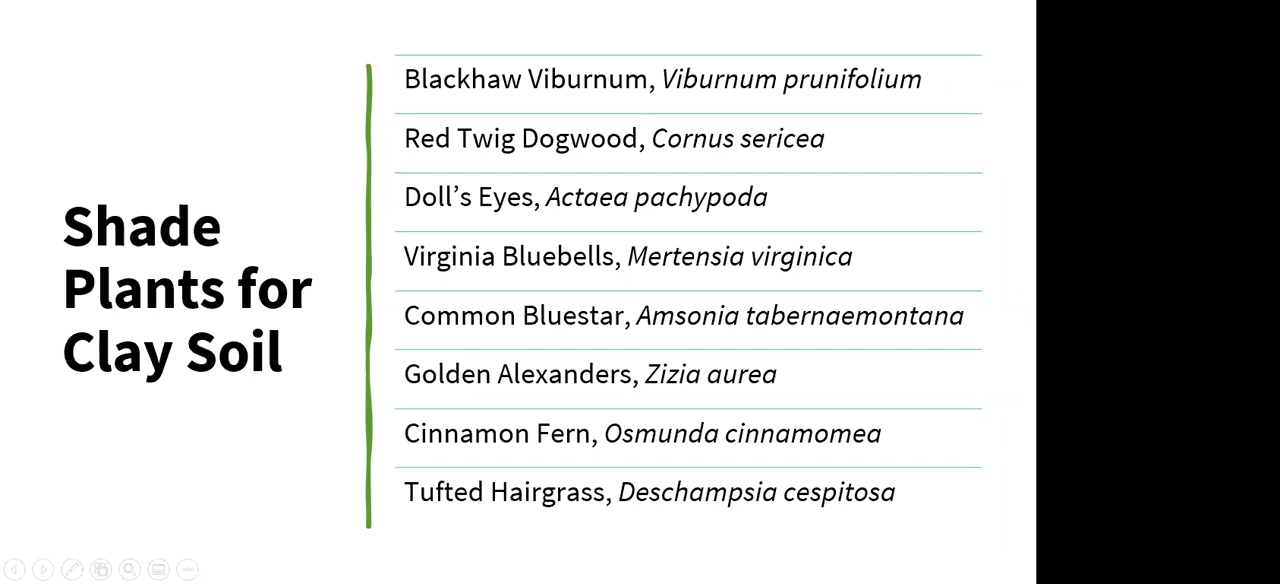 Shade
Plants for
Clay Soil
Blackhaw Viburnum, Viburnum prunifolium
Red Twig Dogwood, Cornus sericea
Doll’s Eyes, Actaea pachypoda
Virginia Bluebells, Mertensia virginica
Common Bluestar, Amsonia tabernaemontana
Golden Alexanders, Zizia aurea
Cinnamon Fern, Osmunda cinnamomea
Tufted Hairgrass, Deschampsia cespitosa